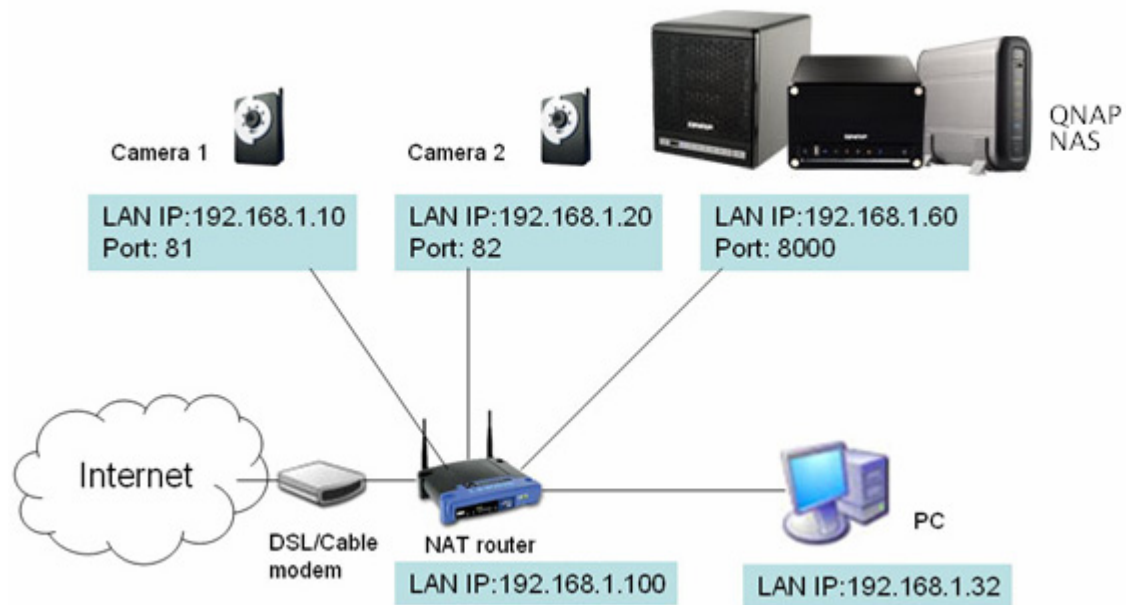 QNAP
NAS
Camera 1
Camera 2
LAN IP:192.168.1.10
Port: 81
LAN IP:192.168.1.20
Port: 82
LAN IP:192.168.1.60
Port: 8000
Internet
DSL/Cable
modem
NAT router
PC
LAN IP:192.168.1.100
LAN IP:192.168.1.32